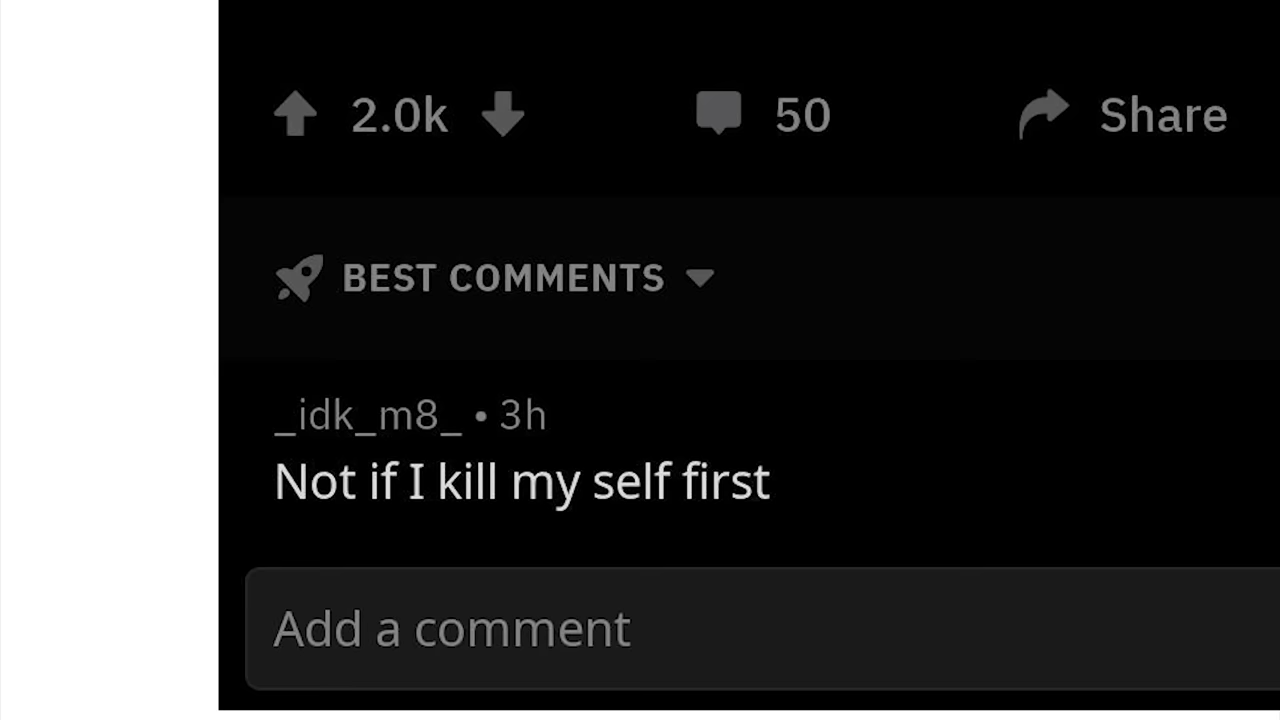 2.0k 50 Share
BEST COMMENTS
_idk_m8_ • 3h
Not if I kill my self first
Add a comment